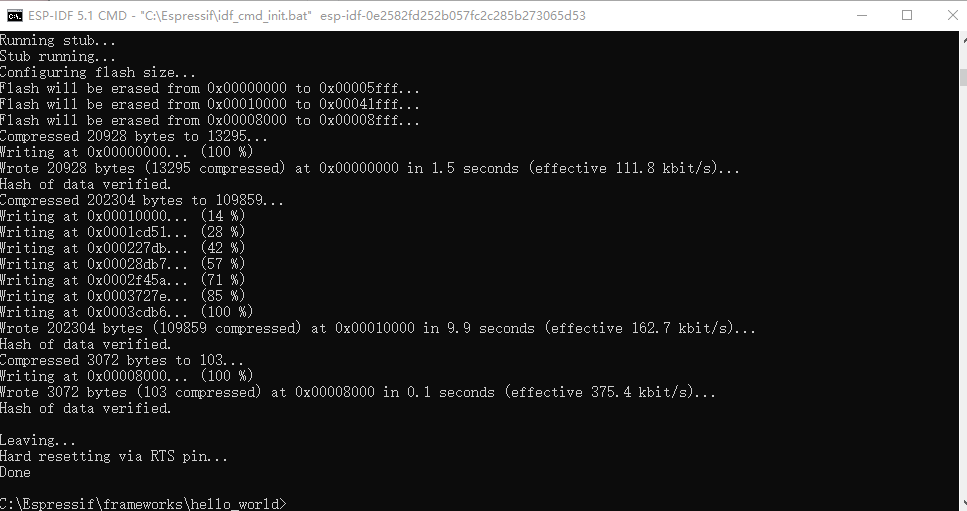 ESP-IDF 5.1 CMD - "C:\Espressif\idf_cmd_init.bat" esp-idf-0e2582fd252b057fc2c285b273065d53
Running stub...
Stub running...
Configuring flash size...
Flash will be erased from 0x00000000 to 0x00005fff...
Flash will be erased from 0x00010000 to 0x00041fff...
Flash will be erased from 0x00008000 to 0x00008fff...
Compressed 20928 bytes to 13295...
Writing at 0x00000000... (100 %)
Wrote 20928 bytes (13295 compressed) at 0x00000000 in 1.5 seconds (effective 111.8 kbit/s)...
Hash of data verified.
Compressed 202304 bytes to 109859...
Writing at 0x00010000... (14 %)
Writing at 0x0001cd51... (28 %)
Writing at 0x000227db... (42 %)
Writing at 0x00028db7... (57 %)
Writing at 0x0002f45a... (71 %)
Writing at 0x0003727e... (85 %)
Writing at 0x0003cdb6... (100 %)
Wrote 202304 bytes (109859 compressed) at 0x00010000 in 9.9 seconds (effective 162.7 kbit/s)...
Hash of data verified.
Compressed 3072 bytes to 103...
Writing at 0x00008000... (100 %)
Wrote 3072 bytes (103 compressed) at 0x00008000 in 0.1 seconds (effective 375.4 kbit/s)...
Hash of data verified.
Leaving...
Hard resetting via RTS pin...
Done
C:\Espressif\frameworks\hello_world>